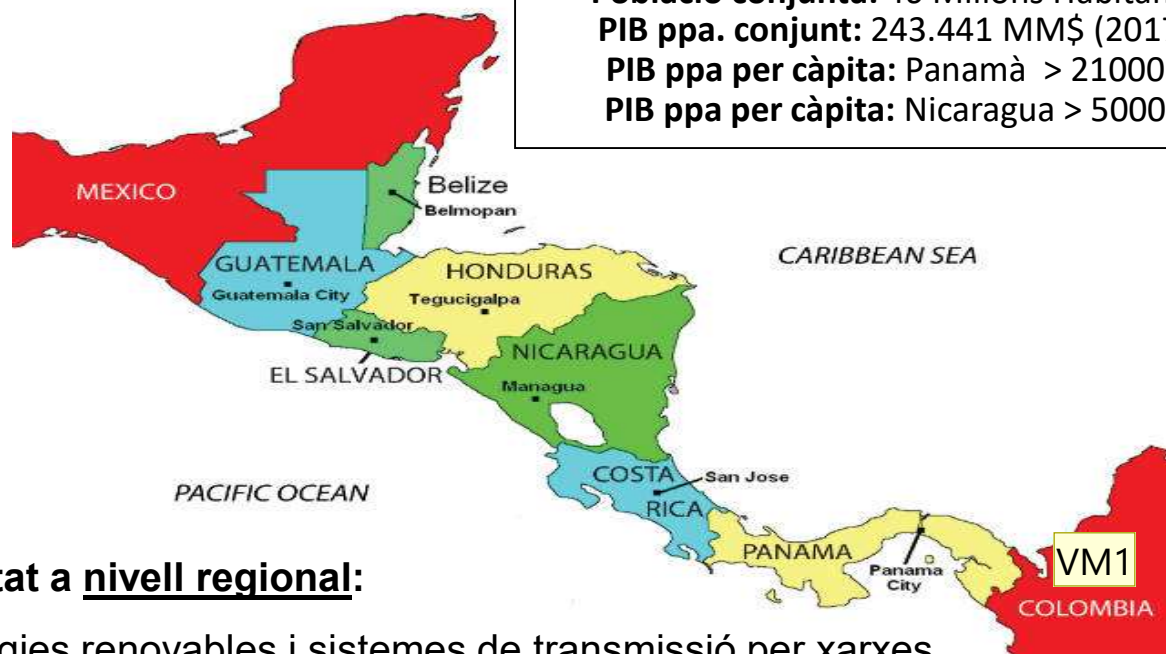 PIB ppa. conjunt: 243.441 MM$ (2017
PIB ppa per càpita: Panamà > 21000
PIB ppa per càpita: Nicaragua > 5000
MEXICO
Belize
Belmopan
CARIBBEAN SEA
GUATEMALA
HONDURAS
Guatemala City
Tegucigalpa
San Salvador
NICARAGUA
EL SALVADOR
Managua
COSTA
San Jose
PACIFIC OCEAN
RICA
PANAMA
VM1
Panama
City
COLOMBIA
tat a nivell regional:
gies renovables i sistemes de transmissió per xarxes